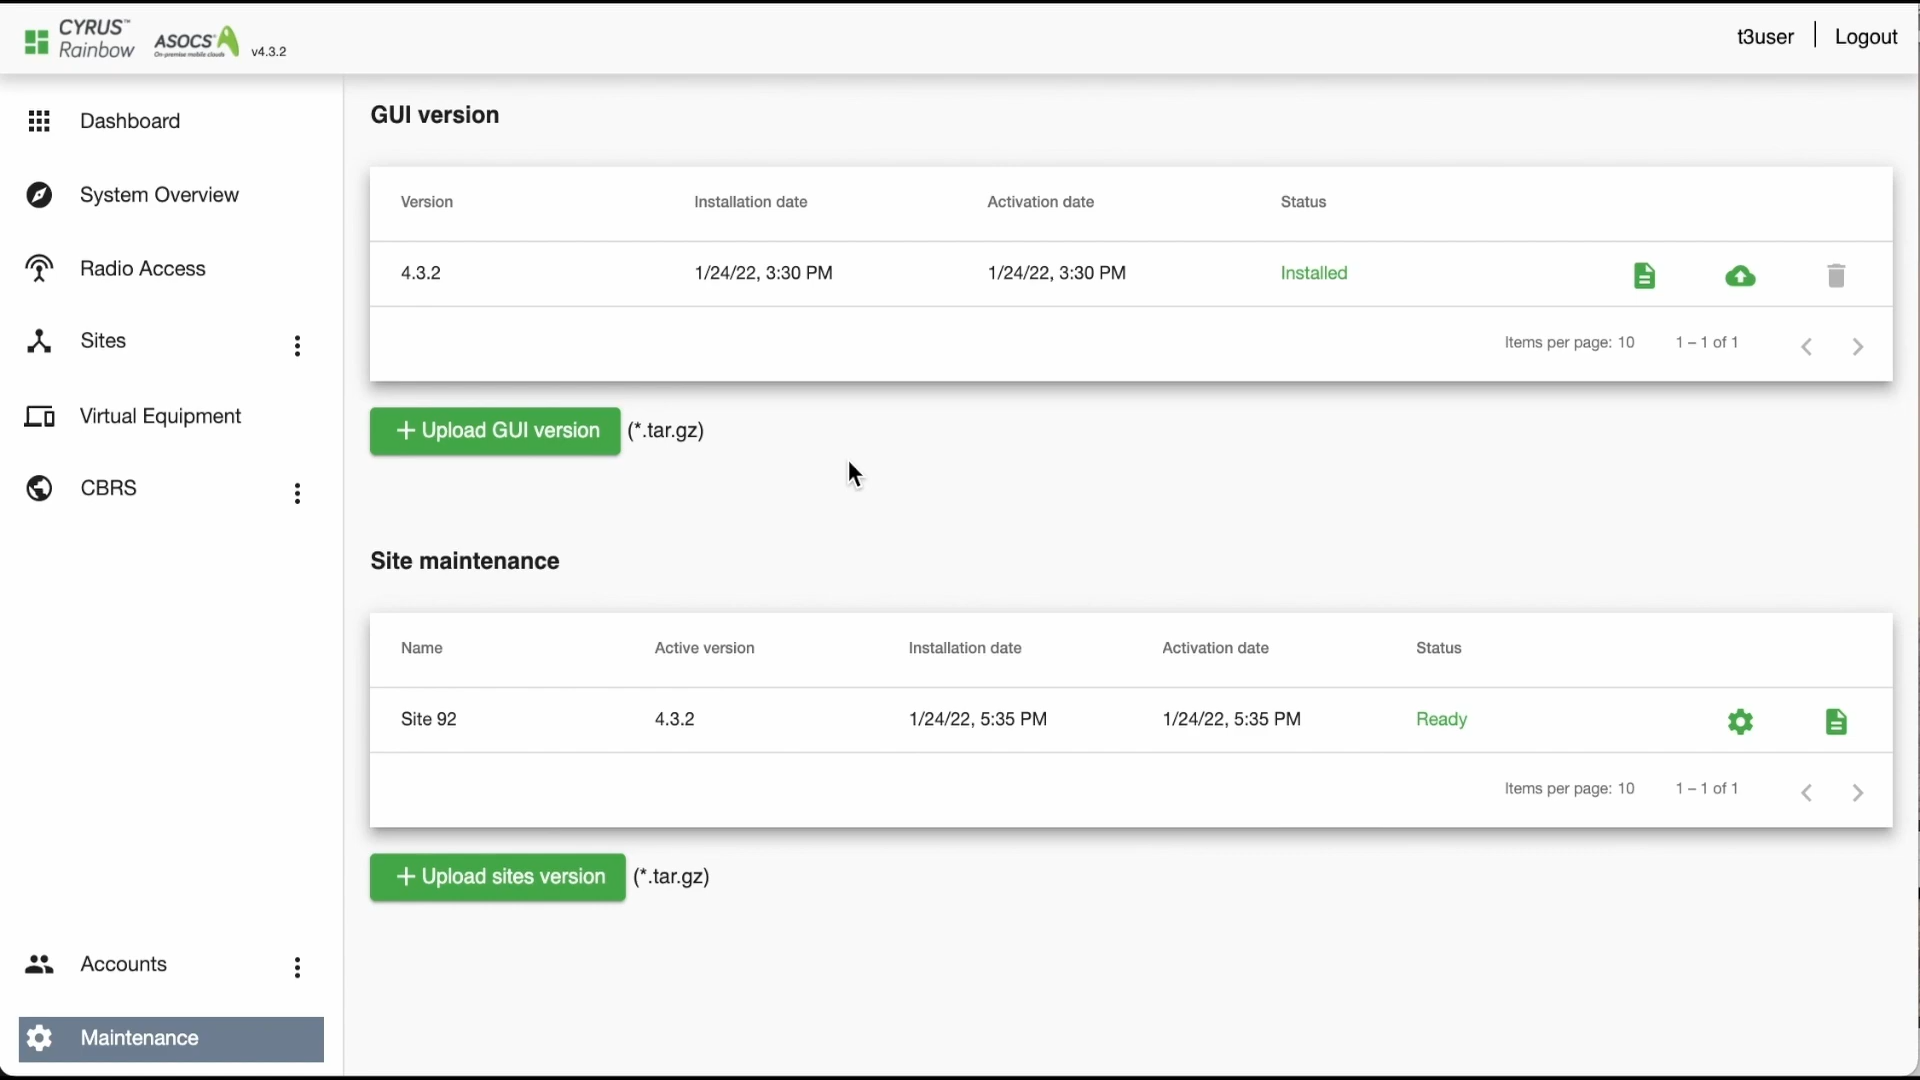 CYRUS™
Rainbow
ASOCS
On-premise mobile clouds
v4.3.2
t3user
Logout
Dashboard
System Overview
Radio Access
Sites
Virtual Equipment
CBRS
Accounts
Maintenance
GUI version
Version Installation date Activation date Status
4.3.2 1/24/22, 3:30 PM 1/24/22, 3:30 PM Installed
Items per page: 10 1 – 1 of 1
+ Upload GUI version (*.tar.gz)
Site maintenance
Name Active version Installation date Activation date Status
Site 92 4.3.2 1/24/22, 5:35 PM 1/24/22, 5:35 PM Ready
Items per page: 10 1 – 1 of 1
+ Upload sites version (*.tar.gz)